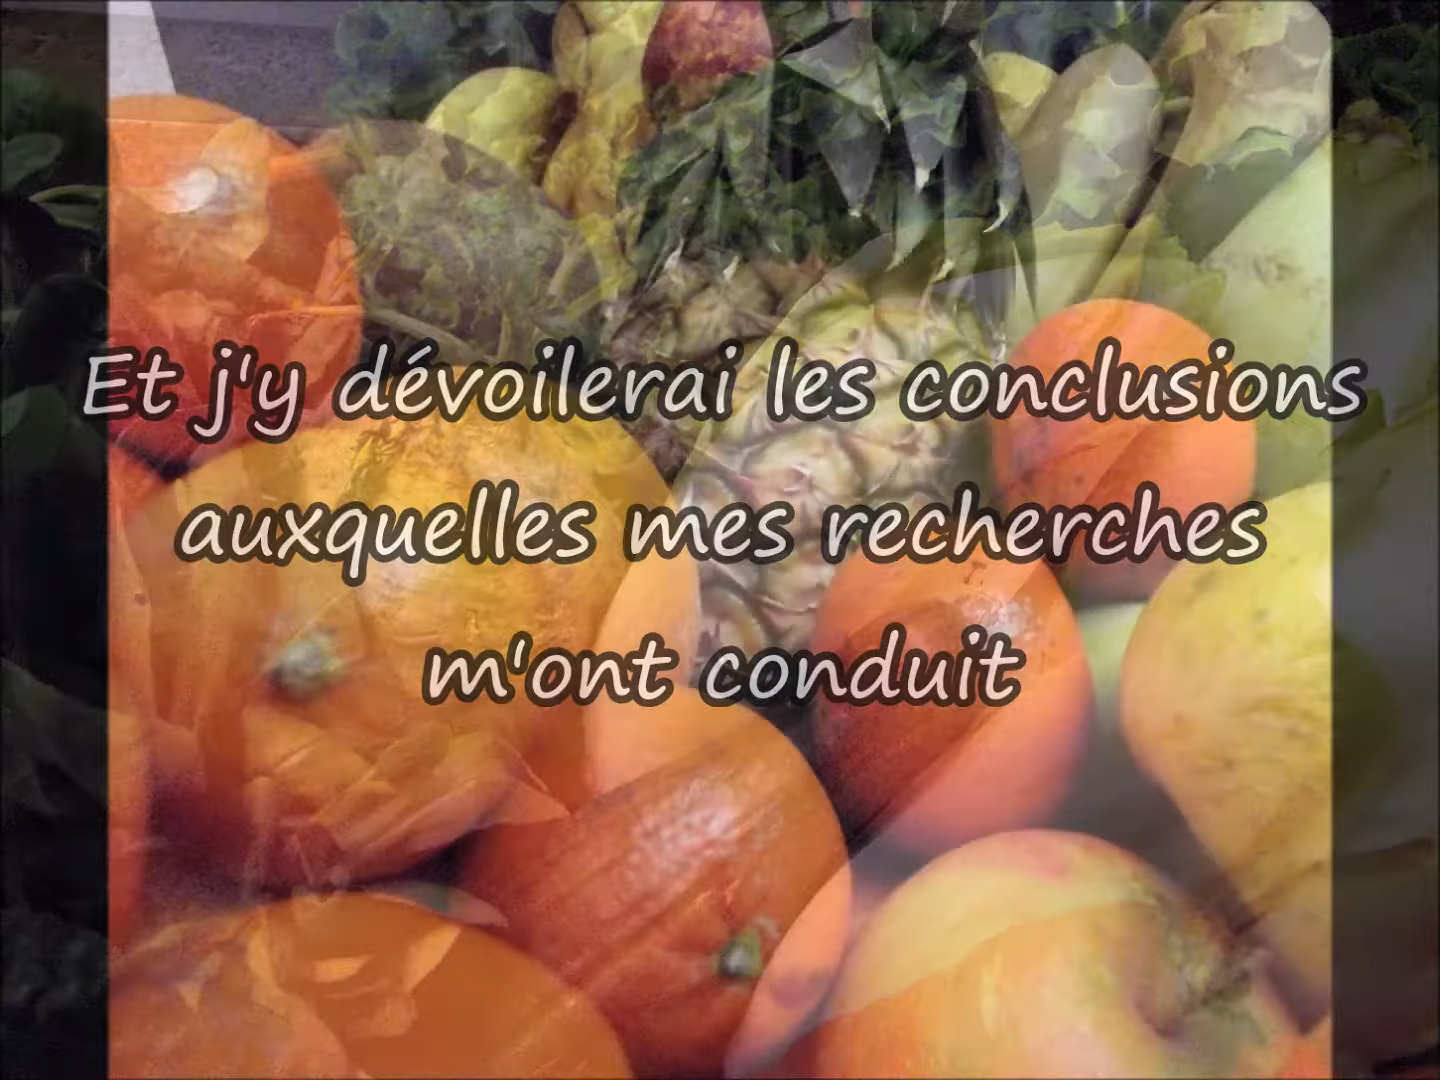 Et j'y dévoilerai les conclusions
auxquelles mes recherches
m'ont conduit